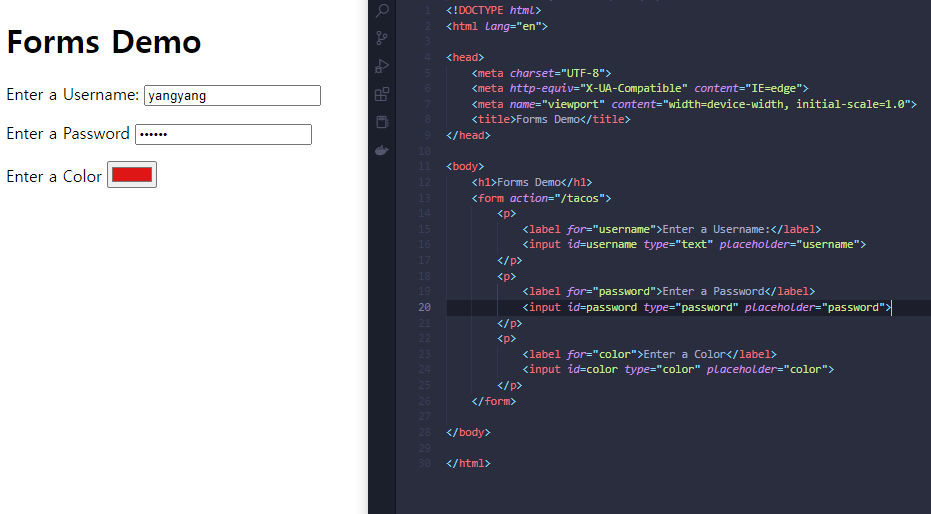 Forms Demo
Enter a Username: yangyang
Enter a Password ••••••
Enter a Color
1 <!DOCTYPE html>
2 <html lang="en">
3
4 <head>
5 <meta charset="UTF-8">
6 <meta http-equiv="X-UA-Compatible" content="IE=edge">
7 <meta name="viewport" content="width=device-width, initial-scale=1.0">
8 <title>Forms Demo</title>
9 </head>
10
11 <body>
12 <h1>Forms Demo</h1>
13 <form action="/tacos">
14 <p>
15 <label for="username">Enter a Username:</label>
16 <input id=username type="text" placeholder="username">
17 </p>
18 <p>
19 <label for="password">Enter a Password</label>
20 <input id=password type="password" placeholder="password">
21 </p>
22 <p>
23 <label for="color">Enter a Color</label>
24 <input id=color type="color" placeholder="color">
25 </p>
26 </form>
27
28 </body>
29
30 </html>